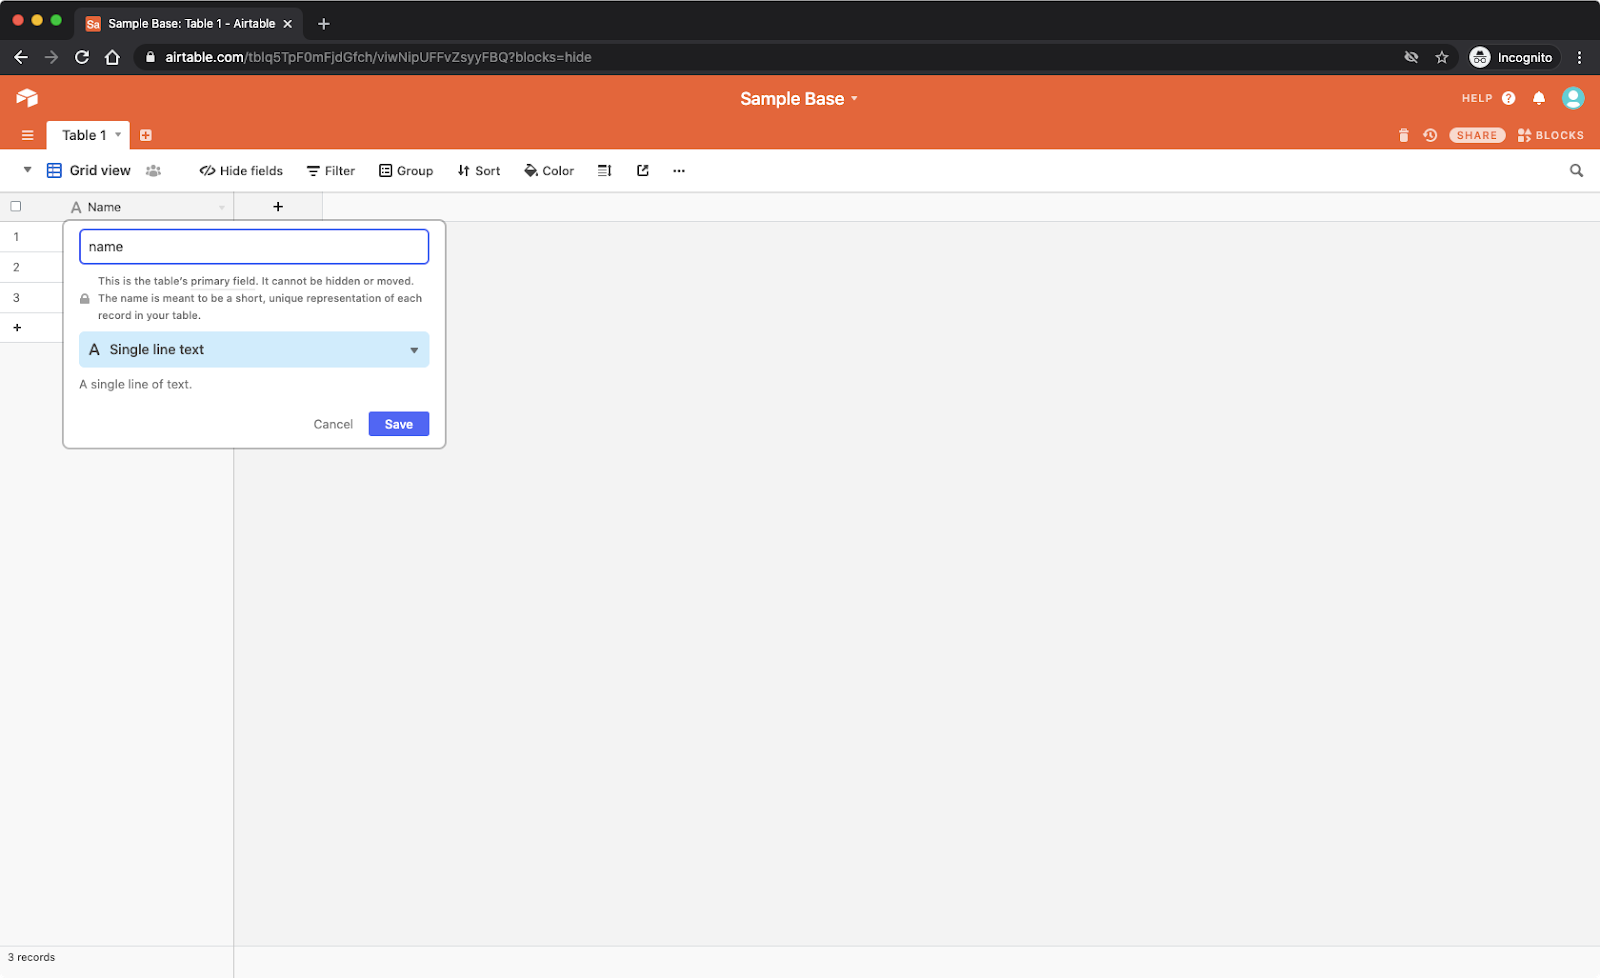 Sa Sample Base: Table 1 - Airtable
airtable.com/tblq5TpF0mFjdGfch/viwNipUFFvZsyyFBQ?blocks=hide
Incognito
Sample Base
HELP
Table 1
SHARE
BLOCKS
Grid view
Hide fields
Filter
Group
Sort
Color
A Name
1
2
3
name
This is the table's primary field. It cannot be hidden or moved.
The name is meant to be a short, unique representation of each
record in your table.
A Single line text
A single line of text.
Cancel
Save
3 records